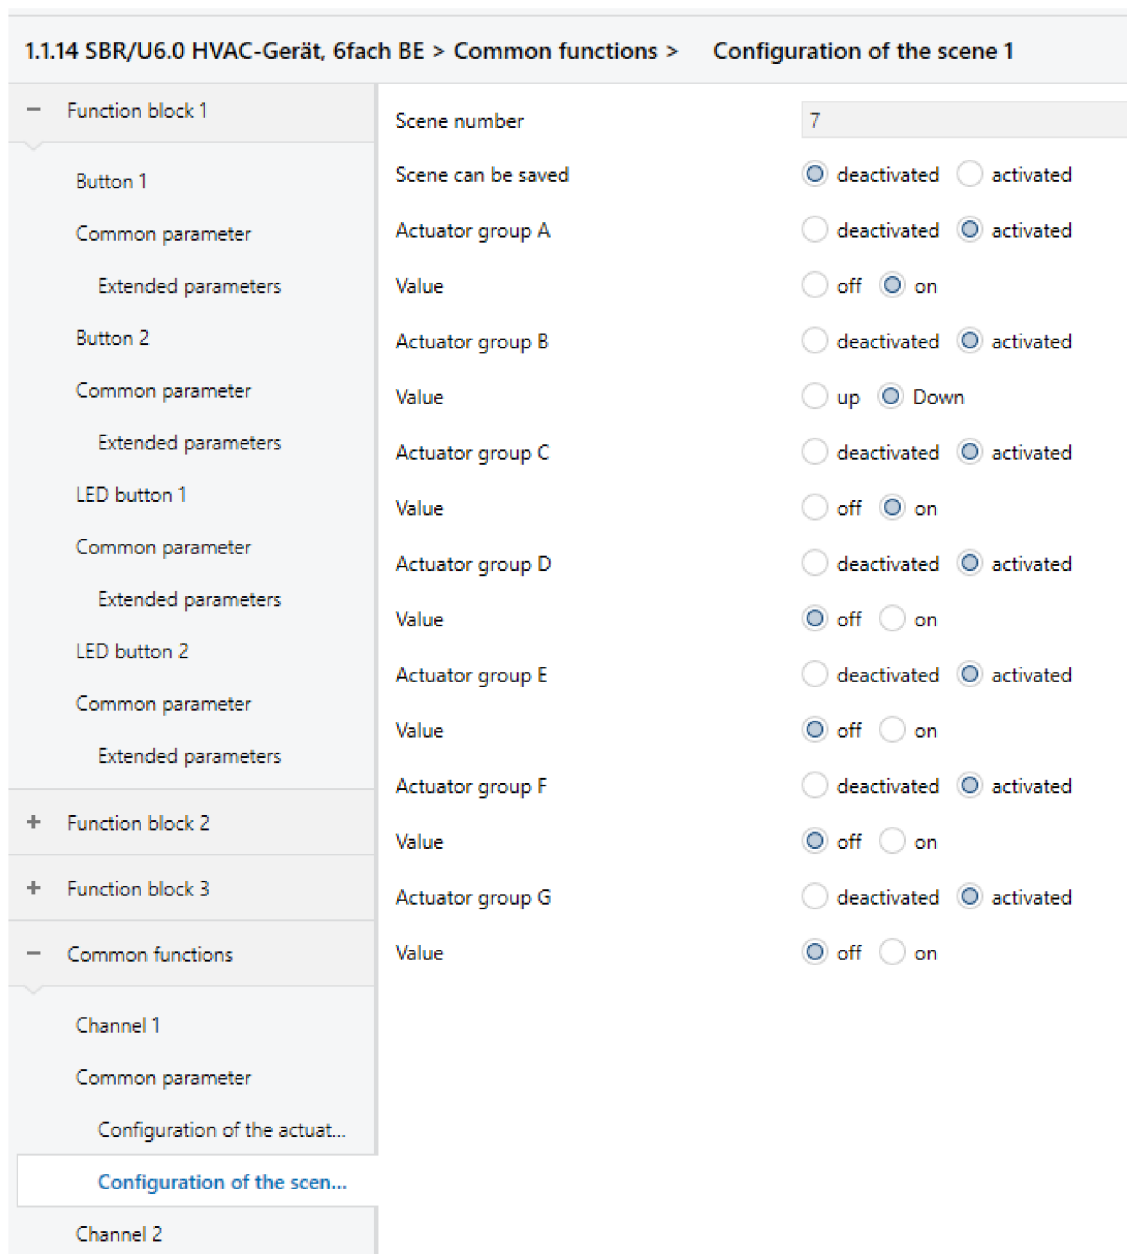 1.1.14 SBR/U6.0 HVAC-Gerät, 6fach BE > Common functions > Configuration of the scene 1
− Function block 1
Button 1
Common parameter
Extended parameters
Button 2
Common parameter
Extended parameters
LED button 1
Common parameter
Extended parameters
LED button 2
Common parameter
Extended parameters
+ Function block 2
+ Function block 3
− Common functions
Channel 1
Common parameter
Configuration of the actuat...
Configuration of the scen...
Channel 2
Scene number 7
Scene can be saved deactivated activated
Actuator group A deactivated activated
Value off on
Actuator group B deactivated activated
Value up Down
Actuator group C deactivated activated
Value off on
Actuator group D deactivated activated
Value off on
Actuator group E deactivated activated
Value off on
Actuator group F deactivated activated
Value off on
Actuator group G deactivated activated
Value off on